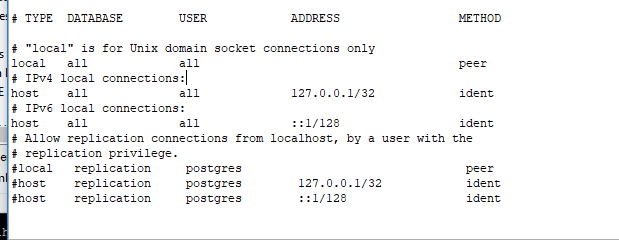 # TYPE  DATABASE        USER            ADDRESS                 METHOD
# "local" is for Unix domain socket connections only
local   all             all                                     peer
# IPv4 local connections:
host    all             all             127.0.0.1/32            ident
# IPv6 local connections:
host    all             all             ::1/128                 ident
# Allow replication connections from localhost, by a user with the
# replication privilege.
#local   replication     postgres                                peer
#host    replication     postgres        127.0.0.1/32            ident
#host    replication     postgres        ::1/128                 ident